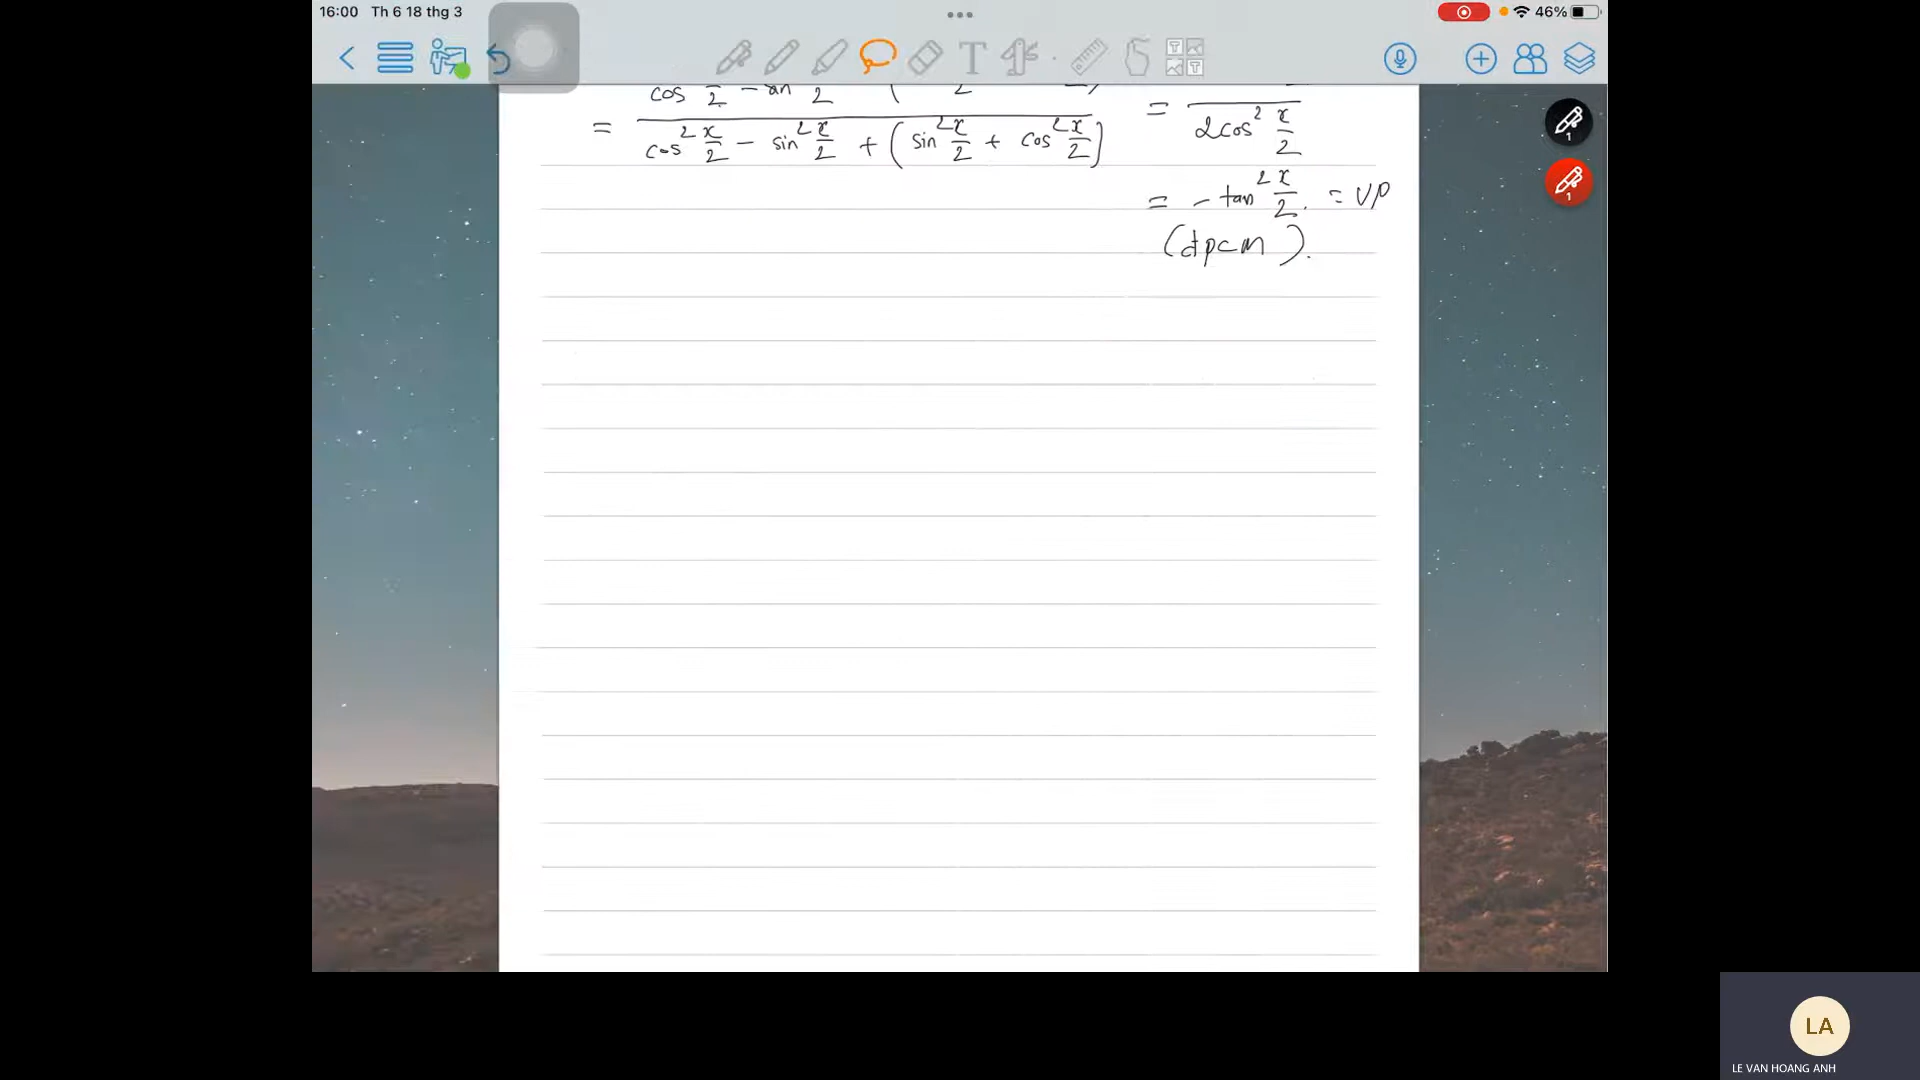 16:00 Th 6 18 thg 3
46%
= cos²x/2 − sin²x/2 + (sin²x/2 + cos²x/2)
= 2cos² x/2
= − tan² x/2. = VP
(đpcm).
LA
LE VAN HOANG ANH